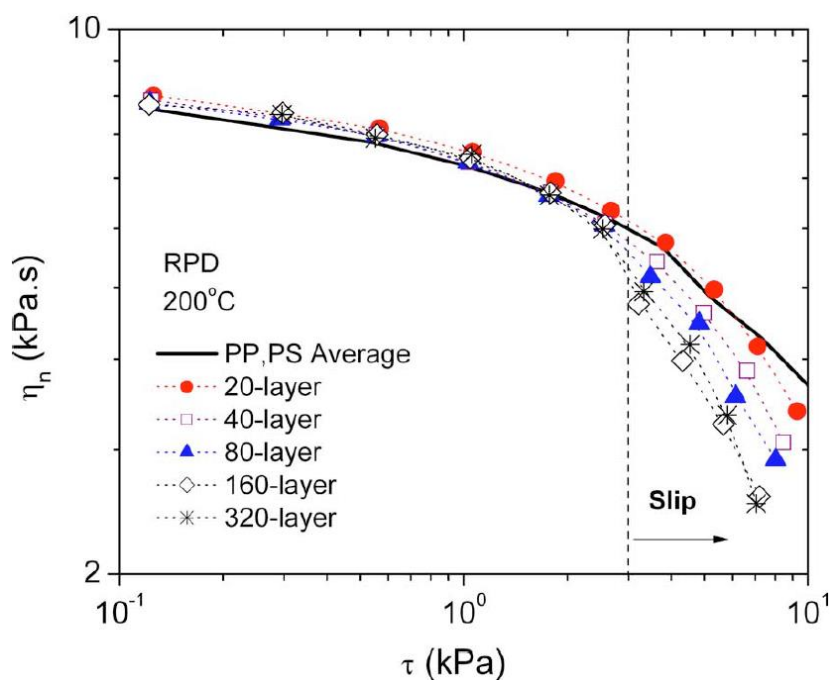 10
η_n (kPa.s)
RPD
200°C
PP,PS Average
20-layer
40-layer
80-layer
160-layer
320-layer
Slip
2
10⁻¹ 10⁰ 10¹
τ (kPa)